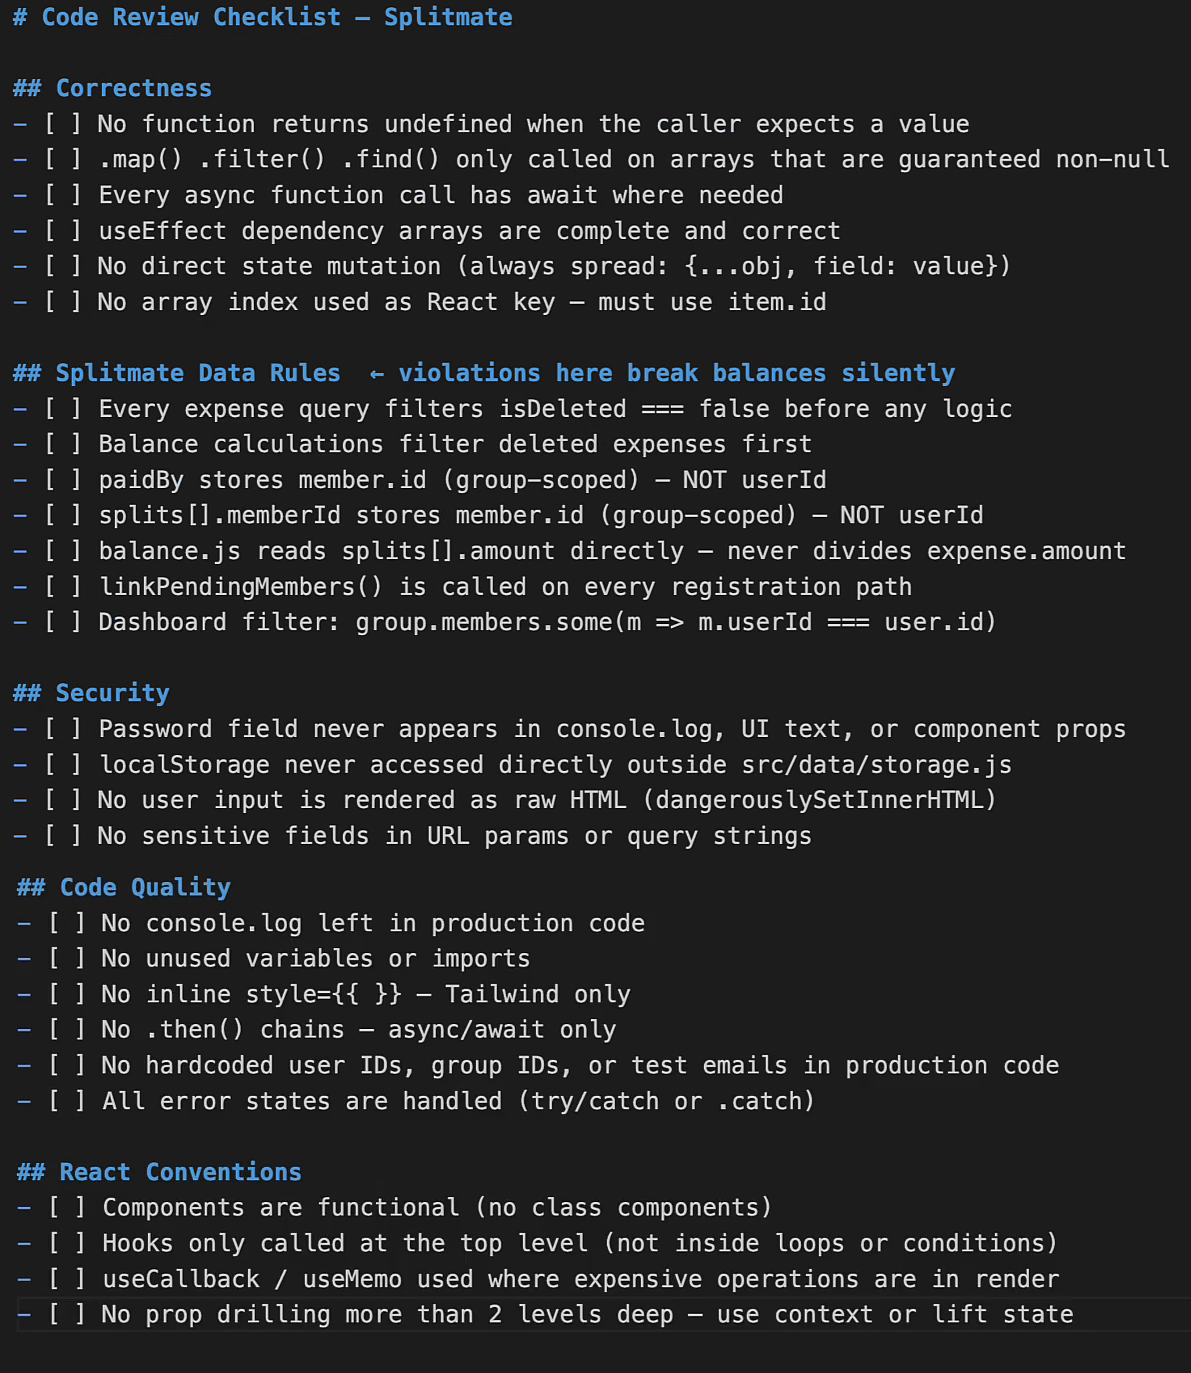 # Code Review Checklist — Splitmate
## Correctness
- [ ] No function returns undefined when the caller expects a value
- [ ] .map() .filter() .find() only called on arrays that are guaranteed non-null
- [ ] Every async function call has await where needed
- [ ] useEffect dependency arrays are complete and correct
- [ ] No direct state mutation (always spread: {...obj, field: value})
- [ ] No array index used as React key — must use item.id
## Splitmate Data Rules  ← violations here break balances silently
- [ ] Every expense query filters isDeleted === false before any logic
- [ ] Balance calculations filter deleted expenses first
- [ ] paidBy stores member.id (group-scoped) — NOT userId
- [ ] splits[].memberId stores member.id (group-scoped) — NOT userId
- [ ] balance.js reads splits[].amount directly — never divides expense.amount
- [ ] linkPendingMembers() is called on every registration path
- [ ] Dashboard filter: group.members.some(m => m.userId === user.id)
## Security
- [ ] Password field never appears in console.log, UI text, or component props
- [ ] localStorage never accessed directly outside src/data/storage.js
- [ ] No user input is rendered as raw HTML (dangerouslySetInnerHTML)
- [ ] No sensitive fields in URL params or query strings
## Code Quality
- [ ] No console.log left in production code
- [ ] No unused variables or imports
- [ ] No inline style={{ }} — Tailwind only
- [ ] No .then() chains — async/await only
- [ ] No hardcoded user IDs, group IDs, or test emails in production code
- [ ] All error states are handled (try/catch or .catch)
## React Conventions
- [ ] Components are functional (no class components)
- [ ] Hooks only called at the top level (not inside loops or conditions)
- [ ] useCallback / useMemo used where expensive operations are in render
- [ ] No prop drilling more than 2 levels deep — use context or lift state